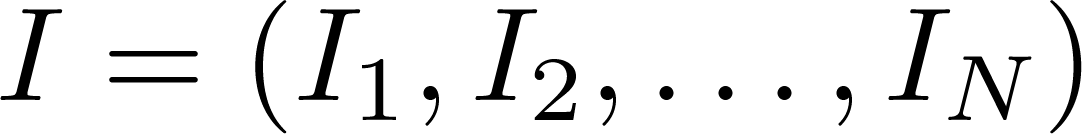 I = (I_1, I_2, . . . , I_N)